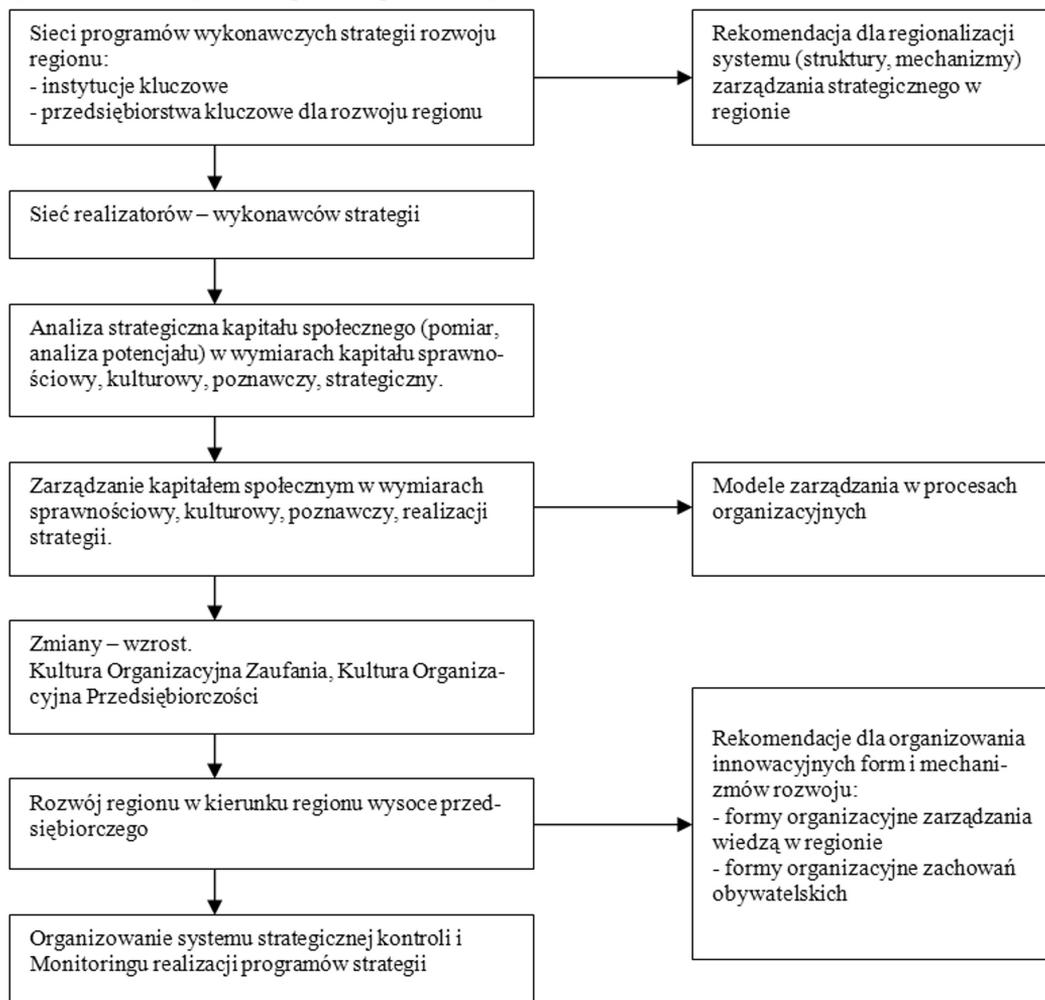 Sieci programów wykonawczych strategii rozwoju
regionu:
- instytucje kluczowe
- przedsiębiorstwa kluczowe dla rozwoju regionu
Rekomendacja dla regionalizacji
systemu (struktury, mechanizmy)
zarządzania strategicznego w
regionie
Sieć realizatorów – wykonawców strategii
Analiza strategiczna kapitału społecznego (pomiar,
analiza potencjału) w wymiarach kapitału sprawno-
ściowy, kulturowy, poznawczy, strategiczny.
Zarządzanie kapitałem społecznym w wymiarach
sprawnościowy, kulturowy, poznawczy, realizacji
strategii.
Modele zarządzania w procesach
organizacyjnych
Zmiany – wzrost.
Kultura Organizacyjna Zaufania, Kultura Organiza-
cyjna Przedsiębiorczości
Rozwój regionu w kierunku regionu wysoce przed-
siębiorczego
Rekomendacje dla organizowania
innowacyjnych form i mechani-
zmów rozwoju:
- formy organizacyjne zarządzania
wiedzą w regionie
- formy organizacyjne zachowań
obywatelskich
Organizowanie systemu strategicznej kontroli i
Monitoringu realizacji programów strategii